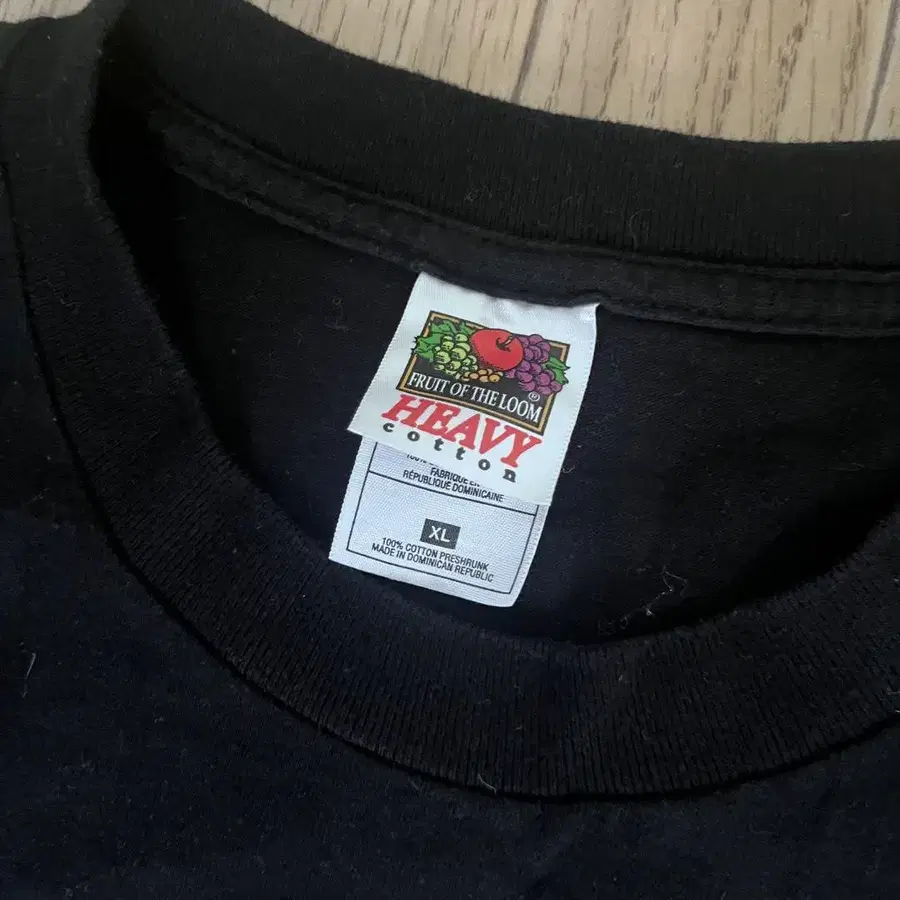 FRUIT OF THE LOOM®
HEAVY
cotton
RÉPUBLIQUE DOMINICAINE
XL
100% COTTON PRESHRUNK
MADE IN DOMINICAN REPUBLIC